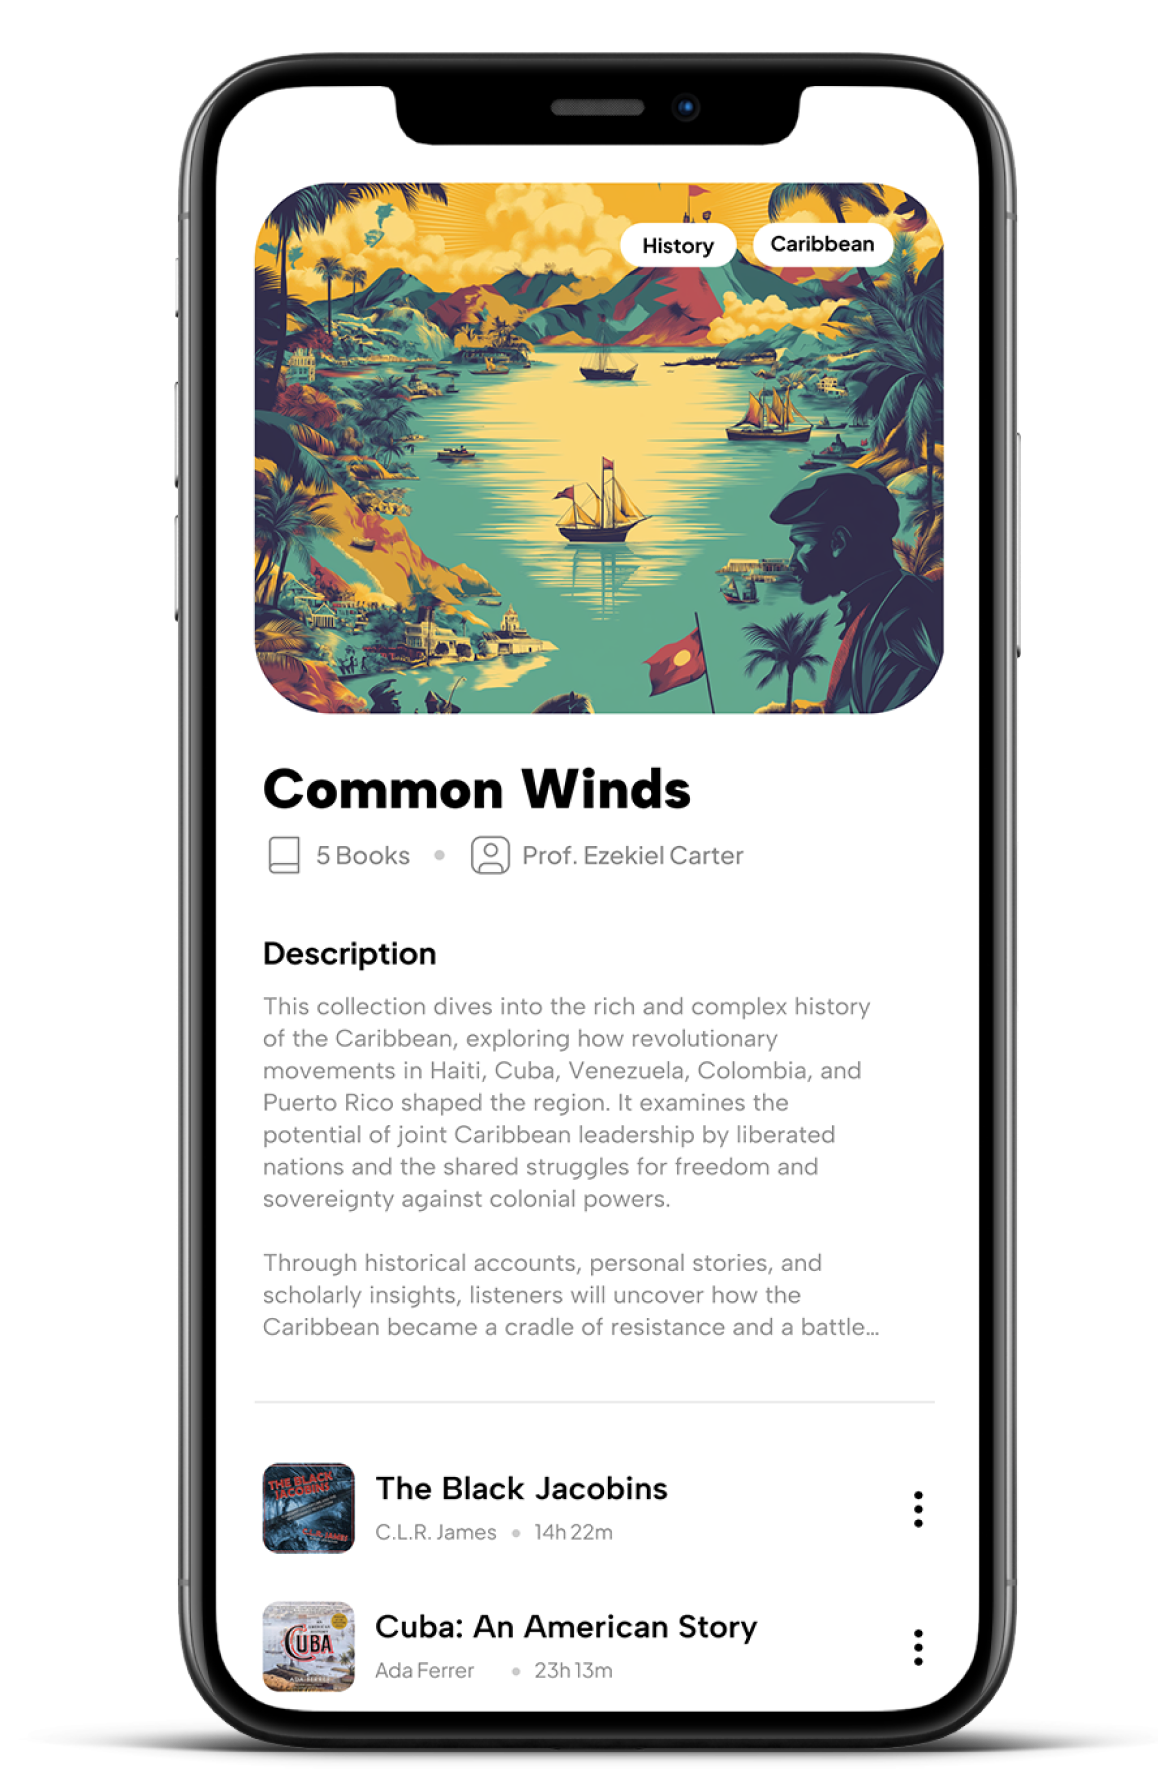 History
Caribbean
Common Winds
5 Books • Prof. Ezekiel Carter
Description
This collection dives into the rich and complex history
of the Caribbean, exploring how revolutionary
movements in Haiti, Cuba, Venezuela, Colombia, and
Puerto Rico shaped the region. It examines the
potential of joint Caribbean leadership by liberated
nations and the shared struggles for freedom and
sovereignty against colonial powers.
Through historical accounts, personal stories, and
scholarly insights, listeners will uncover how the
Caribbean became a cradle of resistance and a battle...
THE BLACK
JACOBINS
C.L.R. JAMES
The Black Jacobins
C.L.R. James • 14h 22m
CUBA
ADA FERRER
Cuba: An American Story
Ada Ferrer • 23h 13m